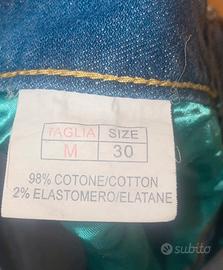 TAGLIA SIZE
M 30
98% COTONE/COTTON
2% ELASTOMERO/ELATANE
subito